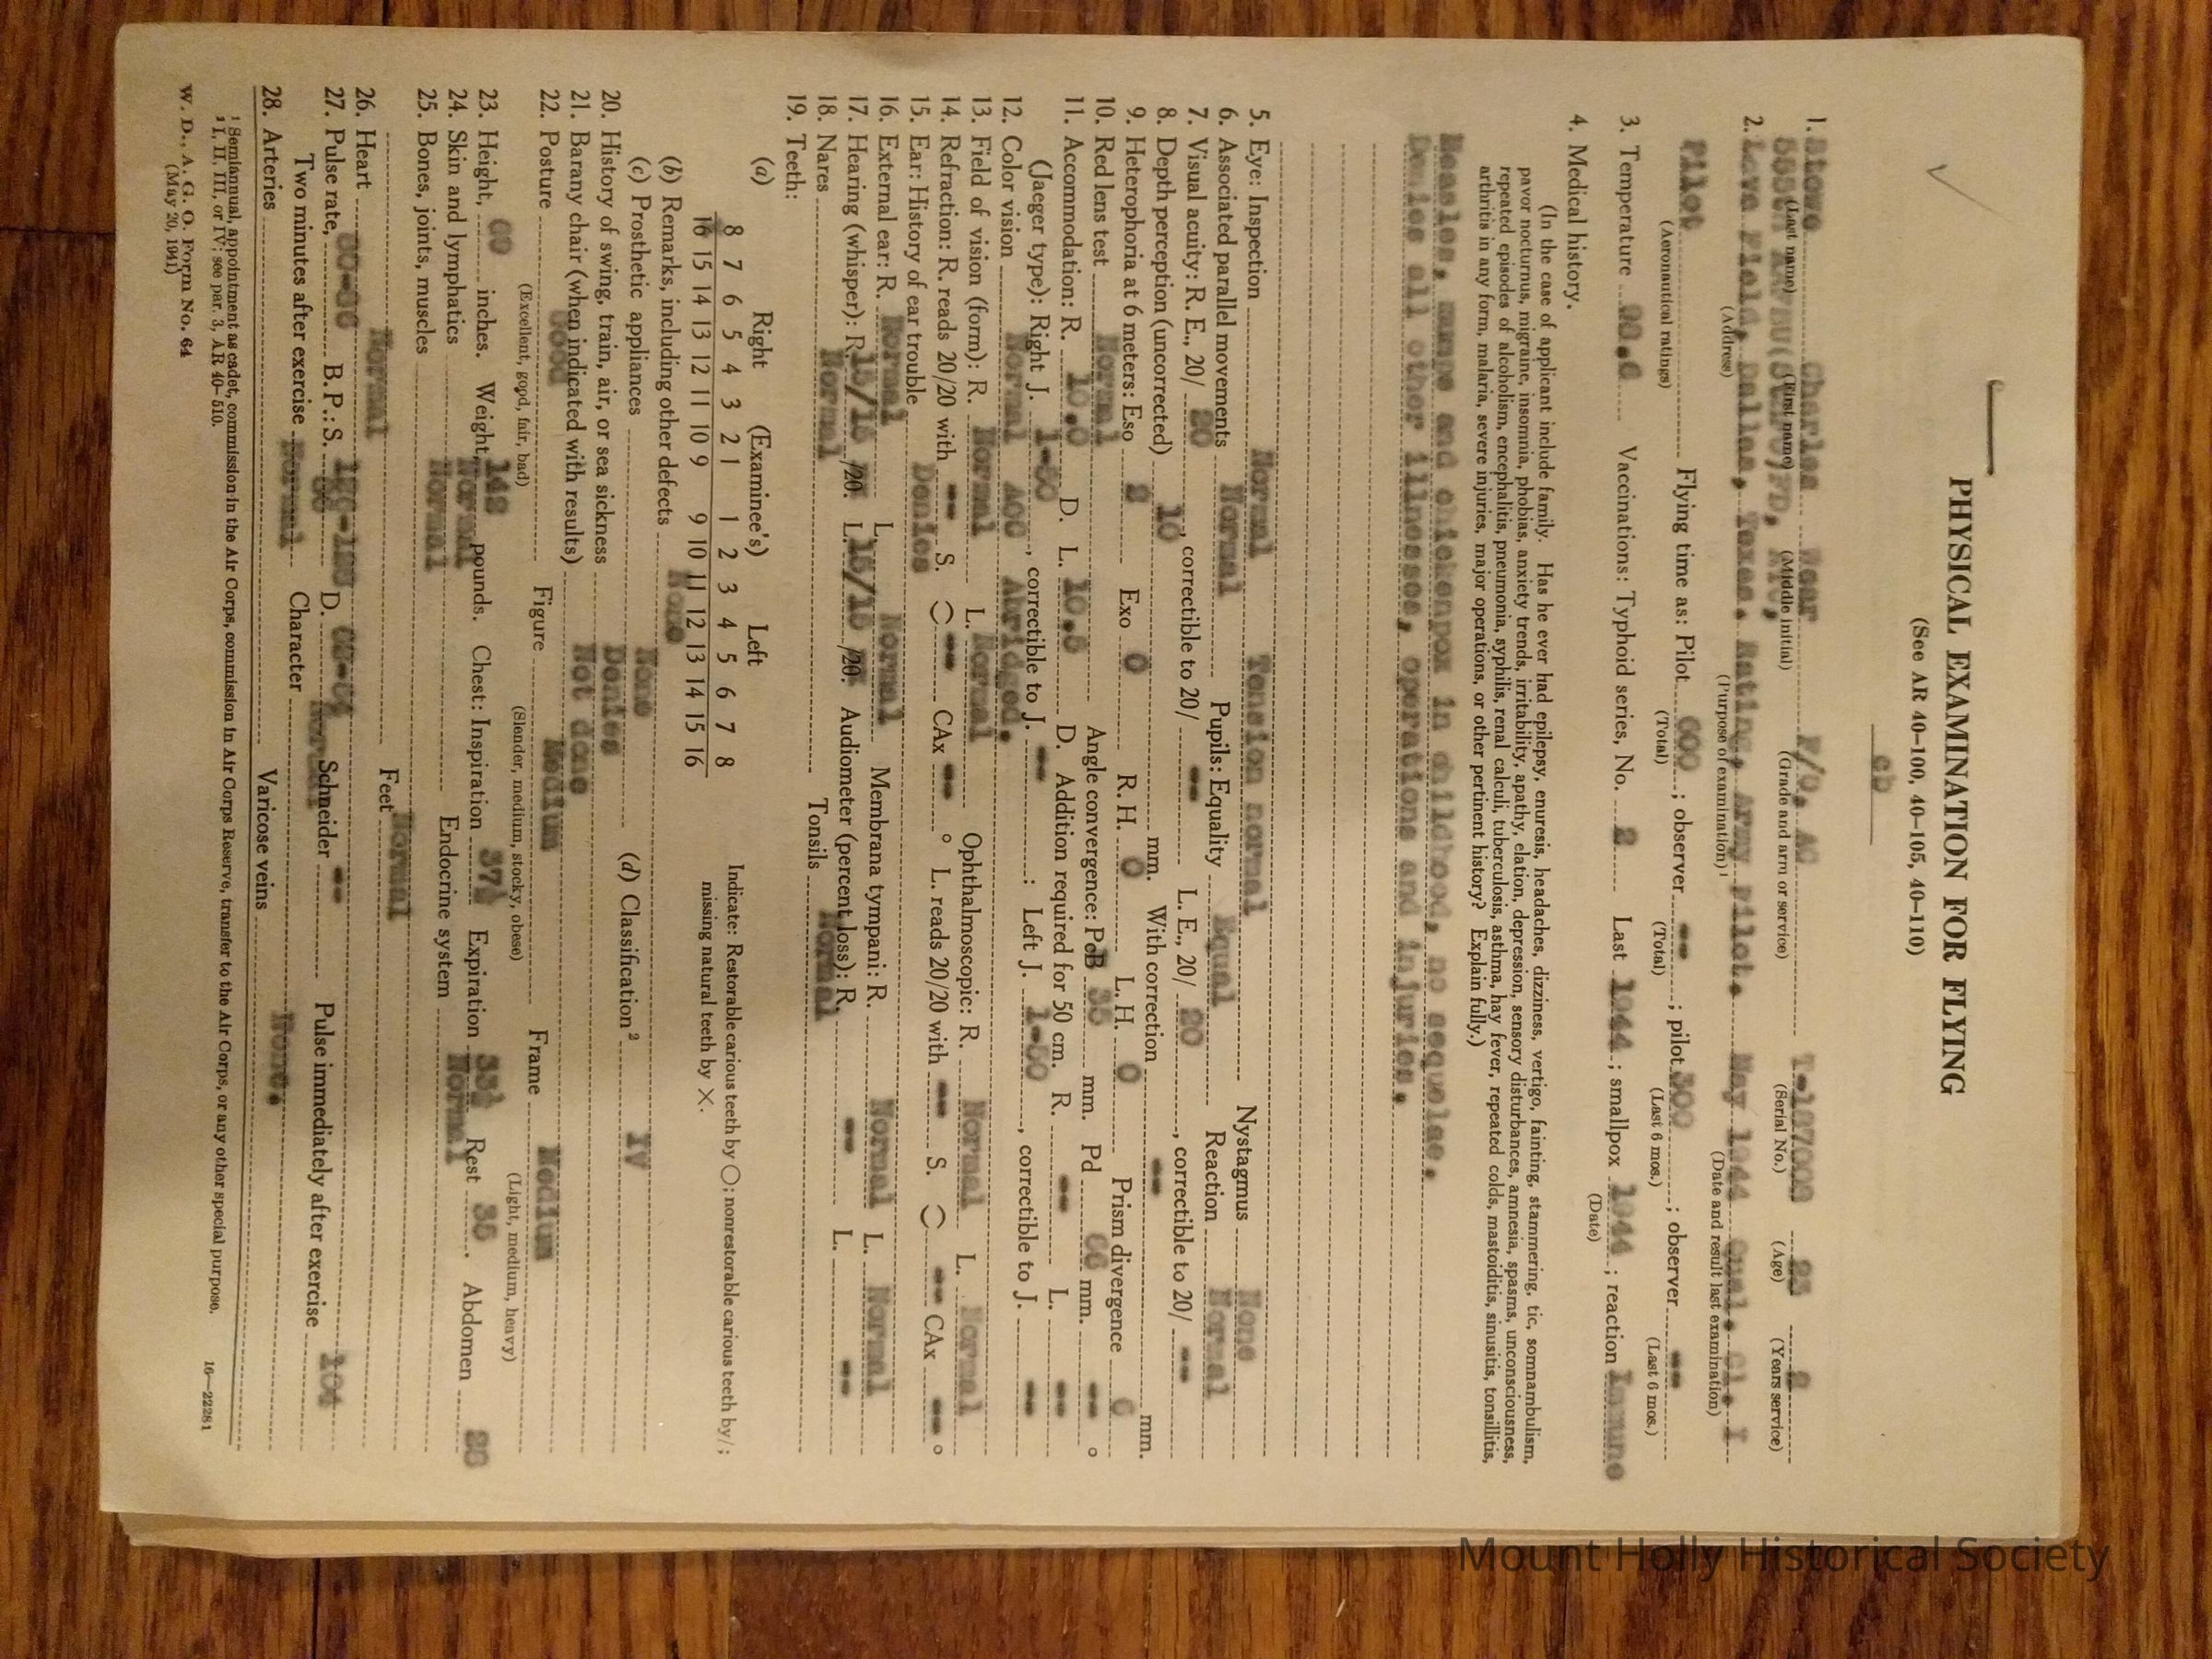 PHYSICAL EXAMINATION FOR FLYING
(See AR 40-100, 40-105, 40-110)
cb
1. Stowe Charles Wear F/O, AC T-197009 23 2
(Last name) (First name) (Middle initial) (Grade and arm or service) (Serial No.) (Age) (Years service)
2. Love Field, Dallas, Texas. Rating, Army Pilot. May 1944 Qual. Cl. I
(Address) (Purpose of examination)¹ (Date and result last examination)
Pilot Flying time as: Pilot 600; observer --; pilot 300; observer --
(Aeronautical ratings) (Total) (Total) (Last 6 mos.) (Last 6 mos.)
3. Temperature Vaccinations: Typhoid series, No. 2 Last 1944; smallpox 1944; reaction Immune
(Date)
4. Medical history.
(In the case of applicant include family. Has he ever had epilepsy, enuresis, headaches, dizziness, vertigo, fainting, stammering, tic, somnambulism,
pavor nocturnus, migraine, insomnia, phobias, anxiety trends, irritability, apathy, elation, depression, sensory disturbances, amnesia, spasms, unconsciousness,
repeated episodes of alcoholism, encephalitis, pneumonia, syphilis, renal calculi, tuberculosis, asthma, hay fever, repeated colds, mastoiditis, sinusitis, tonsillitis,
arthritis in any form, malaria, severe injuries, major operations, or other pertinent history? Explain fully.)
Measles, mumps and chickenpox in childhood, no sequelae.
Denies all other illnesses, operations and injuries.
5. Eye: Inspection Normal Tension normal Nystagmus None
6. Associated parallel movements Normal Pupils: Equality Equal Reaction Normal
7. Visual acuity: R. E., 20/ 20, correctible to 20/ -- L. E., 20/ 20, correctible to 20/ --
8. Depth perception (uncorrected) 10 mm. With correction -- mm.
9. Heterophoria at 6 meters: Eso 2 Exo 0 R. H. 0 L. H. 0 Prism divergence 6
10. Red lens test Normal Angle convergence: PcB 35 mm. Pd 66 mm. -- °
11. Accommodation: R. 10.0 D. L. 10.5 D. Addition required for 50 cm. R. -- L. --
(Jaeger type): Right J. 1-50, correctible to J. --; Left J. 1-50, correctible to J. --
12. Color vision Normal AOC Abridged.
13. Field of vision (form): R. Normal L. Normal Ophthalmoscopic: R. Normal L. Normal
14. Refraction: R. reads 20/20 with -- S. -- CAx -- ° L. reads 20/20 with -- S. -- CAx -- °
15. Ear: History of ear trouble Denies
16. External ear: R. Normal L. Normal Membrana tympani: R. Normal L. Normal
17. Hearing (whisper): R. 15/15 /20. L. 15/15 /20. Audiometer (percent loss): R. -- L. --
18. Nares Normal Tonsils Normal
19. Teeth:
(a) Right (Examinee's) Left
8 7 6 5 4 3 2 1 1 2 3 4 5 6 7 8
16 15 14 13 12 11 10 9 9 10 11 12 13 14 15 16
Indicate: Restorable carious teeth by ○; nonrestorable carious teeth by /;
missing natural teeth by ×.
(b) Remarks, including other defects None
(c) Prosthetic appliances None (d) Classification² IV
20. History of swing, train, air, or sea sickness Denies
21. Barany chair (when indicated with results) Not done
22. Posture Good Figure Medium Frame Medium
(Excellent, good, fair, bad) (Slender, medium, stocky, obese) (Light, medium, heavy)
23. Height, inches. Weight, 142 pounds. Chest: Inspiration 37½ Expiration 33½ Rest 35. Abdomen
24. Skin and lymphatics Normal Endocrine system Normal
25. Bones, joints, muscles Normal
Feet Normal
26. Heart Normal
27. Pulse rate, B. P.: S. D. Schneider -- Pulse immediately after exercise 104
Two minutes after exercise Character Normal
28. Arteries Normal Varicose veins None.
¹ Semiannual, appointment as cadet, commission in the Air Corps, commission in Air Corps Reserve, transfer to the Air Corps, or any other special purpose.
² I, II, III, or IV; see par. 3, AR 40-510.
W. D., A. G. O. Form No. 64
(May 20, 1941)
16—22281
Mount Holly Historical Society